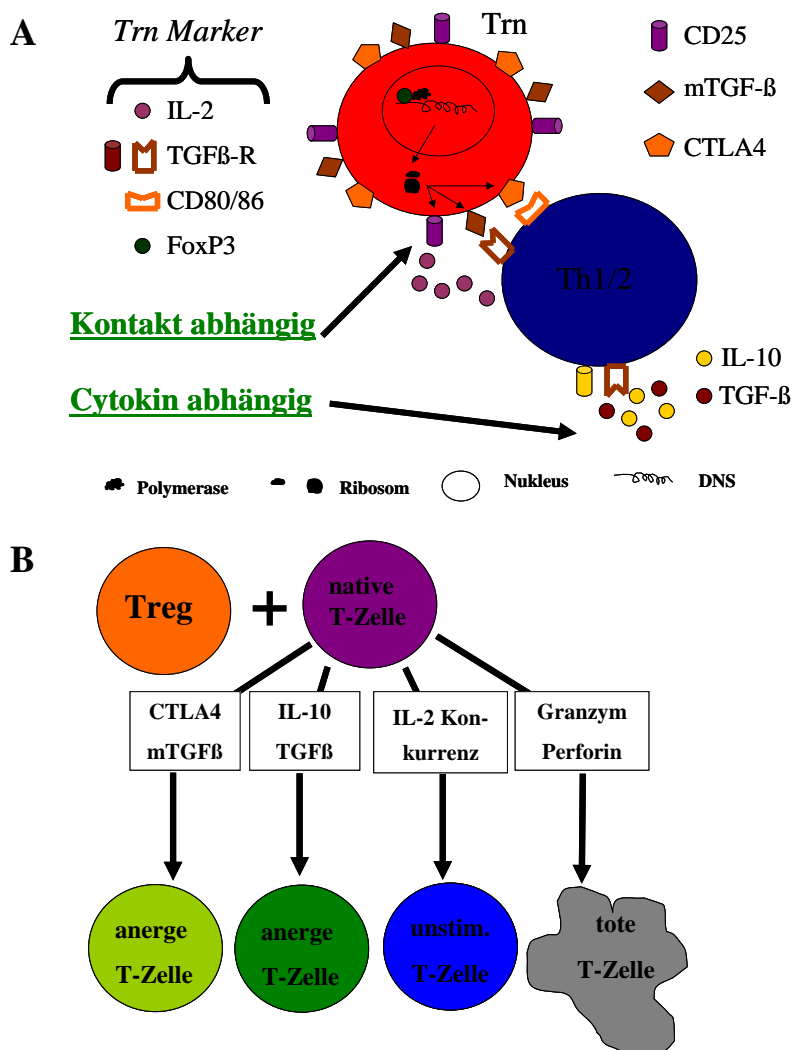 A
Trn Marker
IL-2
TGFß-R
CD80/86
FoxP3
Trn
CD25
mTGF-ß
CTLA4
Th1/2
Kontakt abhängig
Cytokin abhängig
IL-10
TGF-ß
Polymerase
Ribosom
Nukleus
DNS
B
Treg
+
native
T-Zelle
CTLA4
mTGFß
IL-10
TGFß
IL-2 Kon-
kurrenz
Granzym
Perforin
anerge
T-Zelle
anerge
T-Zelle
unstim.
T-Zelle
tote
T-Zelle